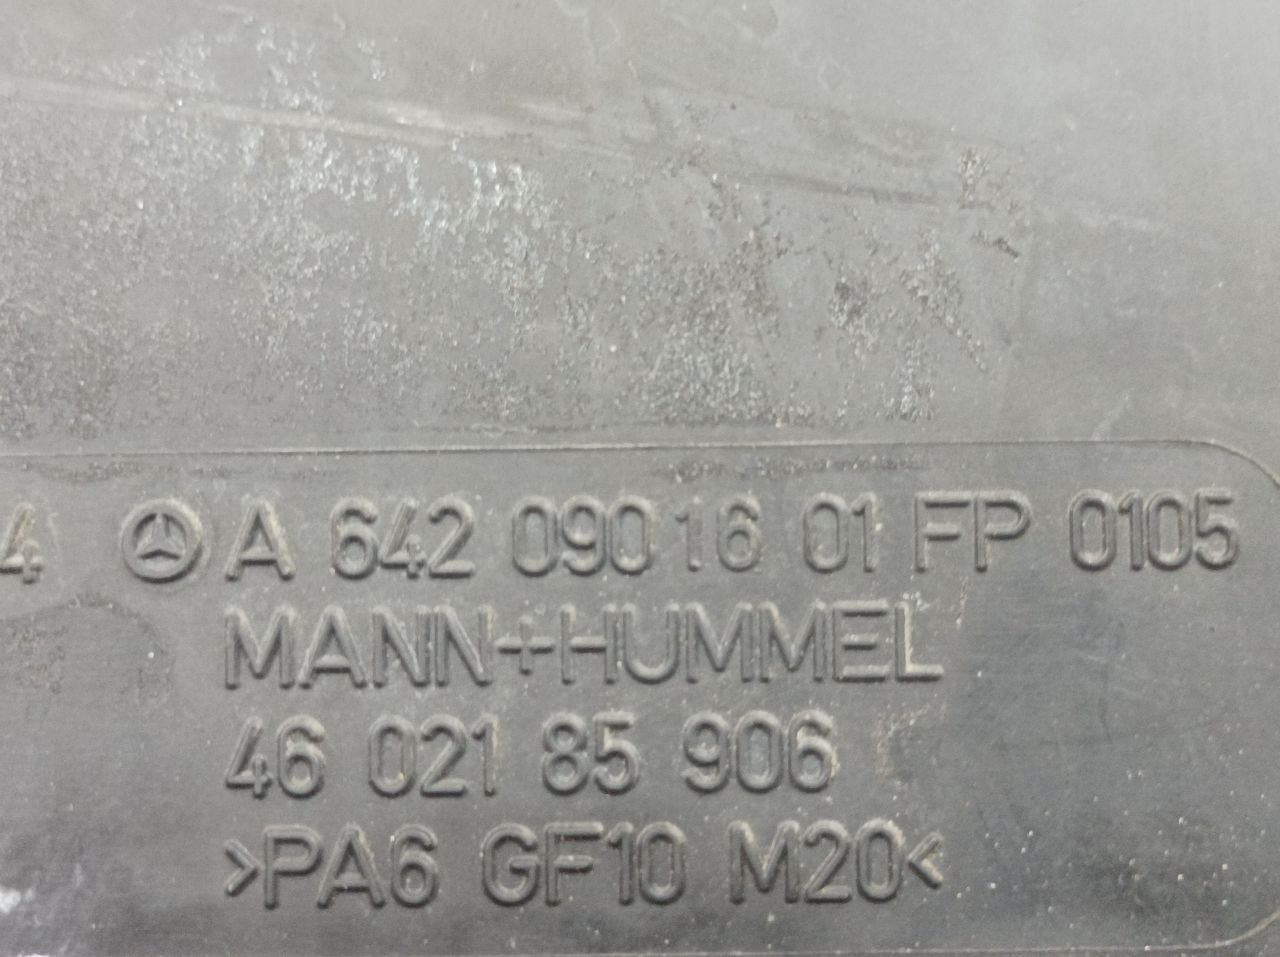 4 A 642 090 16 01 FP 0105
MANN+HUMMEL
46 021 85 906
>PA6 GF10 M20<